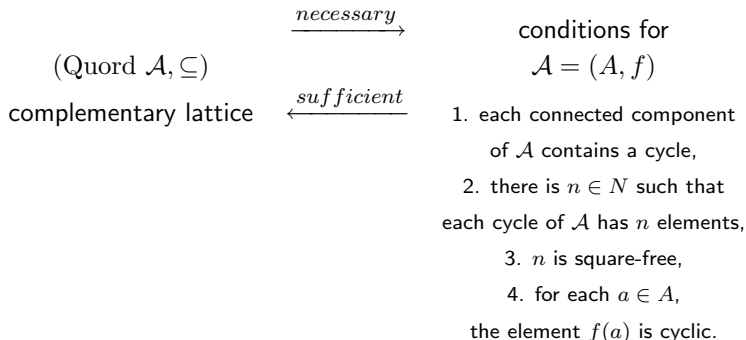 necessary
(Quord 𝒜, ⊆)
complementary lattice
sufficient
conditions for
𝒜 = (A, f)
1. each connected component
of 𝒜 contains a cycle,
2. there is n ∈ N such that
each cycle of 𝒜 has n elements,
3. n is square-free,
4. for each a ∈ A,
the element f(a) is cyclic.